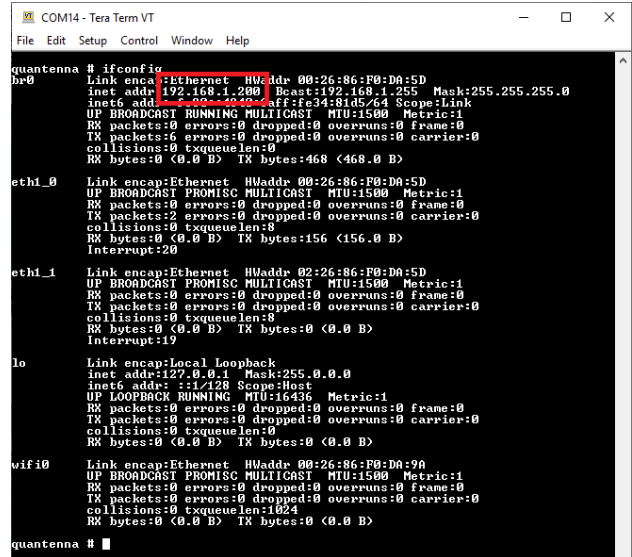 COM14 - Tera Term VT
File Edit Setup Control Window Help
quantenna # ifconfig
br0 Link encap:Ethernet HWaddr 00:26:86:F0:DA:5D
inet addr:192.168.1.200 Bcast:192.168.1.255 Mask:255.255.255.0
inet6 aff:fe34:81d5/64 Scope:Link
UP BROADCAST RUNNING MULTICAST MTU:1500 Metric:1
RX packets:0 errors:0 dropped:0 overruns:0 frame:0
TX packets:6 errors:0 dropped:0 overruns:0 carrier:0
collisions:0 txqueuelen:0
RX bytes:0 (0.0 B) TX bytes:468 (468.0 B)
eth1_0 Link encap:Ethernet HWaddr 00:26:86:F0:DA:5D
UP BROADCAST PROMISC MULTICAST MTU:1500 Metric:1
RX packets:0 errors:0 dropped:0 overruns:0 frame:0
TX packets:2 errors:0 dropped:0 overruns:0 carrier:0
collisions:0 txqueuelen:8
RX bytes:0 (0.0 B) TX bytes:156 (156.0 B)
Interrupt:20
eth1_1 Link encap:Ethernet HWaddr 02:26:86:F0:DA:5D
UP BROADCAST PROMISC MULTICAST MTU:1500 Metric:1
RX packets:0 errors:0 dropped:0 overruns:0 frame:0
TX packets:0 errors:0 dropped:0 overruns:0 carrier:0
collisions:0 txqueuelen:8
RX bytes:0 (0.0 B) TX bytes:0 (0.0 B)
Interrupt:19
lo Link encap:Local Loopback
inet addr:127.0.0.1 Mask:255.0.0.0
inet6 addr: ::1/128 Scope:Host
UP LOOPBACK RUNNING MTU:16436 Metric:1
RX packets:0 errors:0 dropped:0 overruns:0 frame:0
TX packets:0 errors:0 dropped:0 overruns:0 carrier:0
collisions:0 txqueuelen:0
RX bytes:0 (0.0 B) TX bytes:0 (0.0 B)
wifi0 Link encap:Ethernet HWaddr 00:26:86:F0:DA:9A
UP BROADCAST PROMISC MULTICAST MTU:1500 Metric:1
RX packets:0 errors:0 dropped:0 overruns:0 frame:0
TX packets:0 errors:0 dropped:0 overruns:0 carrier:0
collisions:0 txqueuelen:1024
RX bytes:0 (0.0 B) TX bytes:0 (0.0 B)
quantenna #